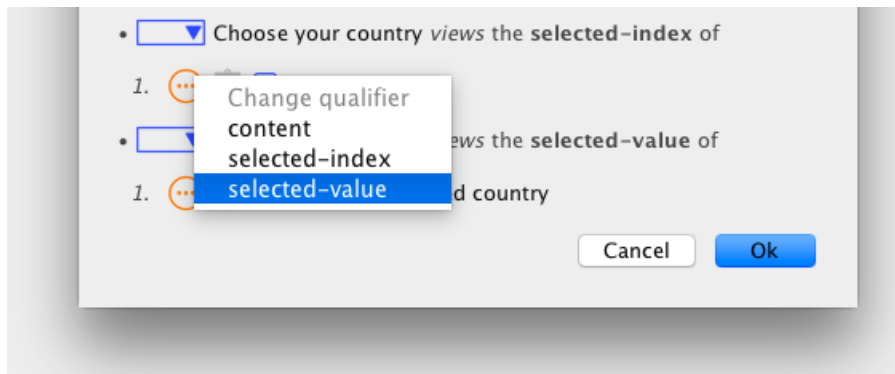 • Choose your country views the selected-index of
1.
Change qualifier
content
selected-index
• views the selected-value of
selected-value
1. country
Cancel Ok